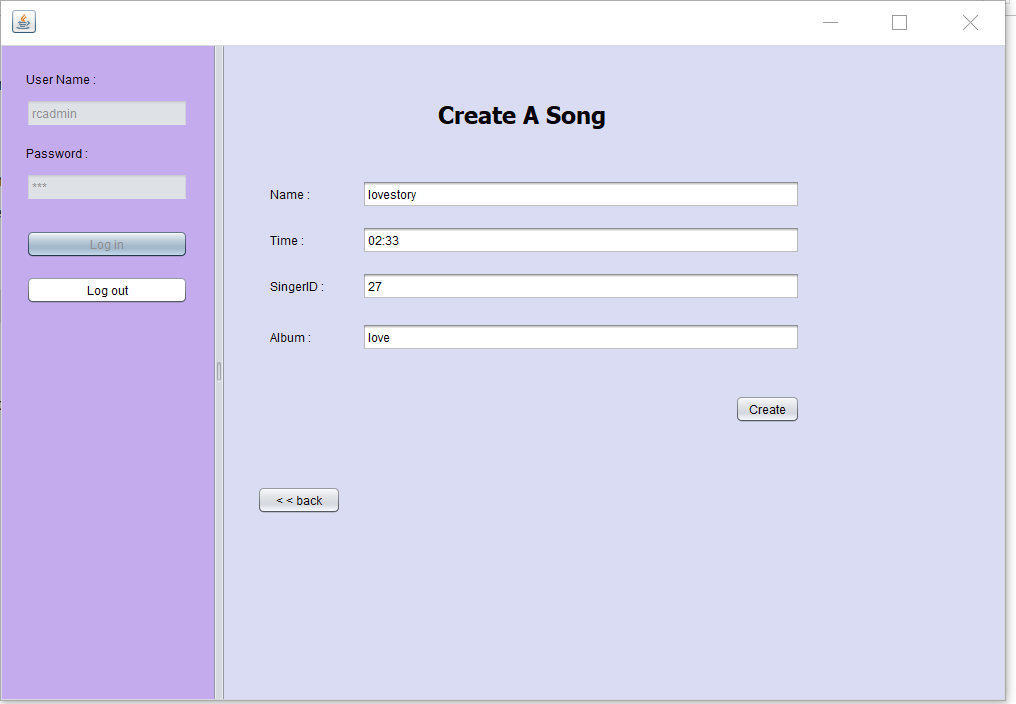 User Name :
rcadmin
Password :
***
Log in
Log out
Create A Song
Name :
lovestory
Time :
02:33
SingerID :
27
Album :
love
Create
< < back